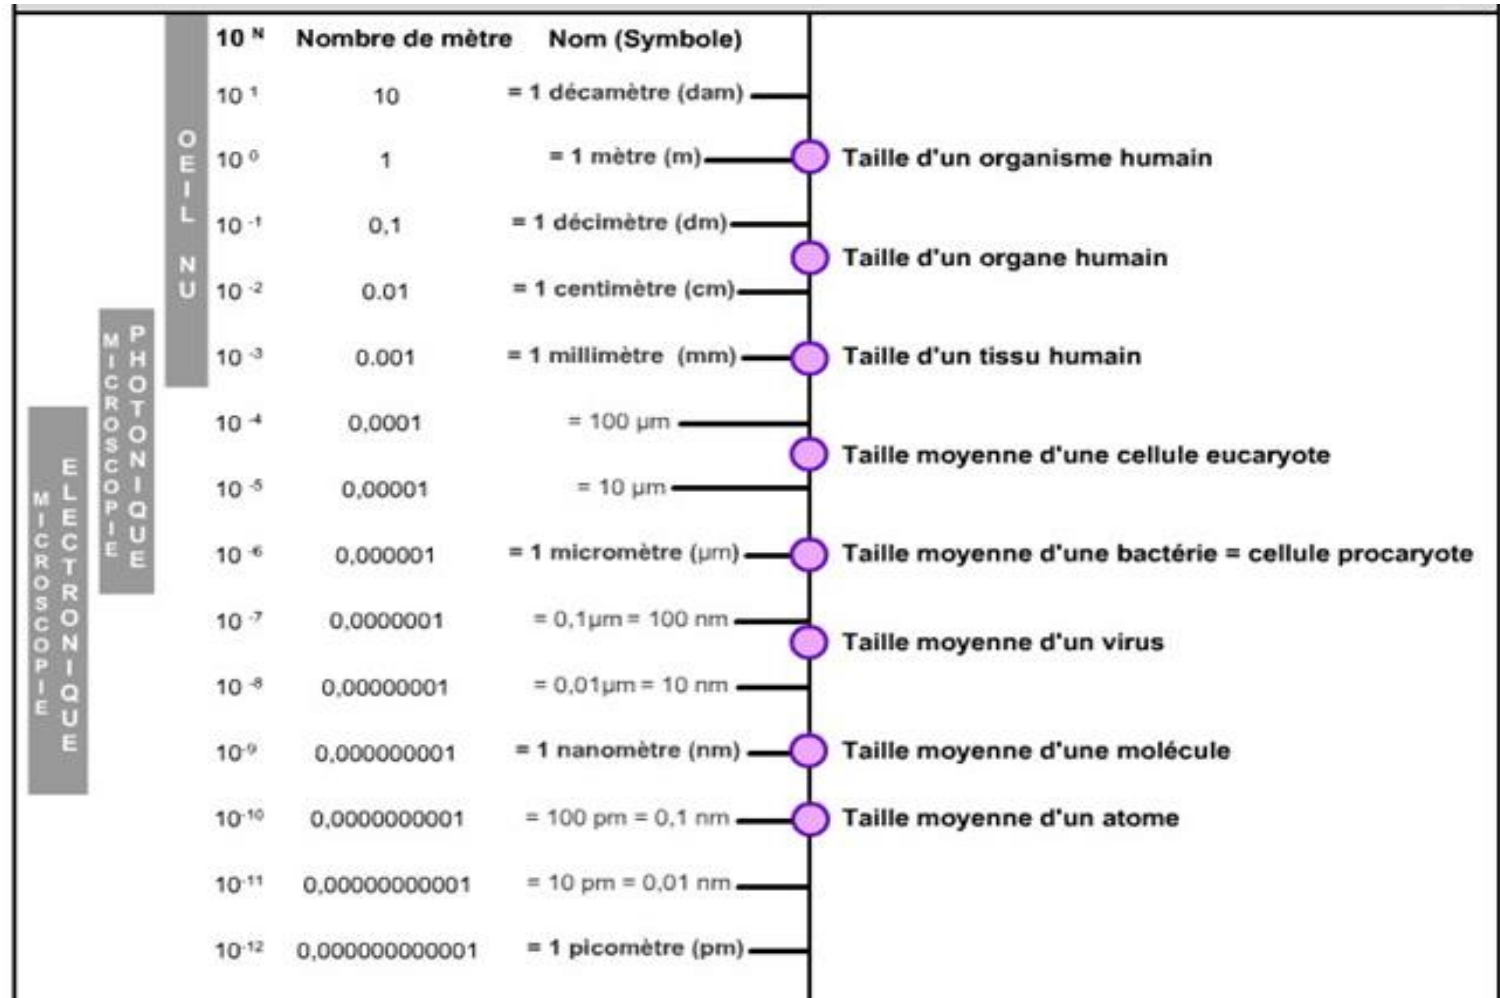 10 N Nombre de mètre Nom (Symbole)
10 1 10 = 1 décamètre (dam)
10 0 1 = 1 mètre (m) Taille d'un organisme humain
10 -1 0,1 = 1 décimètre (dm)
Taille d'un organe humain
10 -2 0.01 = 1 centimètre (cm)
10 -3 0.001 = 1 millimètre (mm) Taille d'un tissu humain
10 -4 0,0001 = 100 µm
Taille moyenne d'une cellule eucaryote
10 -5 0,00001 = 10 µm
10 -6 0,000001 = 1 micromètre (µm) Taille moyenne d'une bactérie = cellule procaryote
10 -7 0,0000001 = 0,1µm = 100 nm
Taille moyenne d'un virus
10 -8 0,00000001 = 0,01µm = 10 nm
10-9 0,000000001 = 1 nanomètre (nm) Taille moyenne d'une molécule
10-10 0,0000000001 = 100 pm = 0,1 nm Taille moyenne d'un atome
10-11 0,00000000001 = 10 pm = 0,01 nm
10-12 0,000000000001 = 1 picomètre (pm)
OEIL NU
MICROSCOPIE
PHOTONIQUE
MICROSCOPIE
ELECTRONIQUE